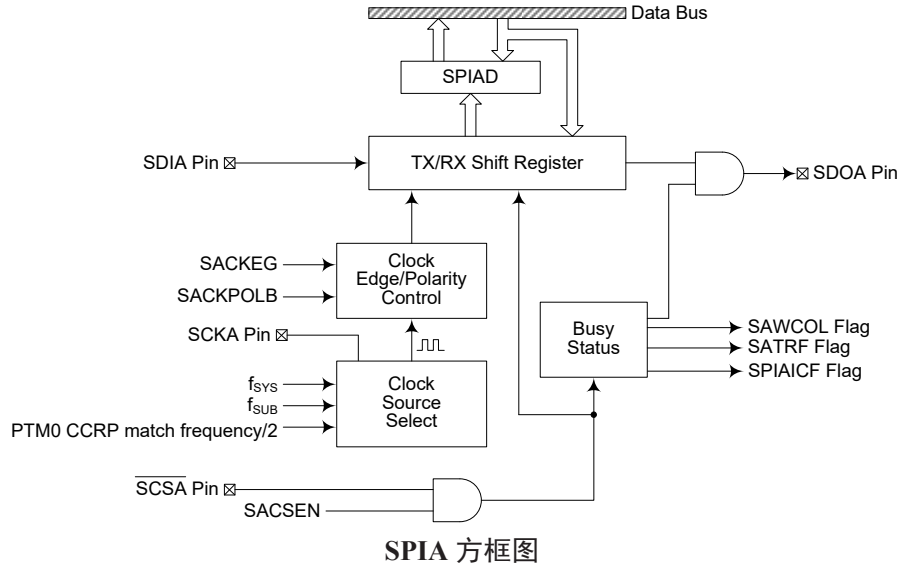 Data Bus
SPIAD
SDIA Pin
TX/RX Shift Register
SDOA Pin
SACKEG
SACKPOLB
Clock
Edge/Polarity
Control
SCKA Pin
Busy
Status
SAWCOL Flag
SATRF Flag
SPIAICF Flag
fSYS
fSUB
PTM0 CCRP match frequency/2
Clock
Source
Select
SCSA Pin
SACSEN
SPIA 方框图